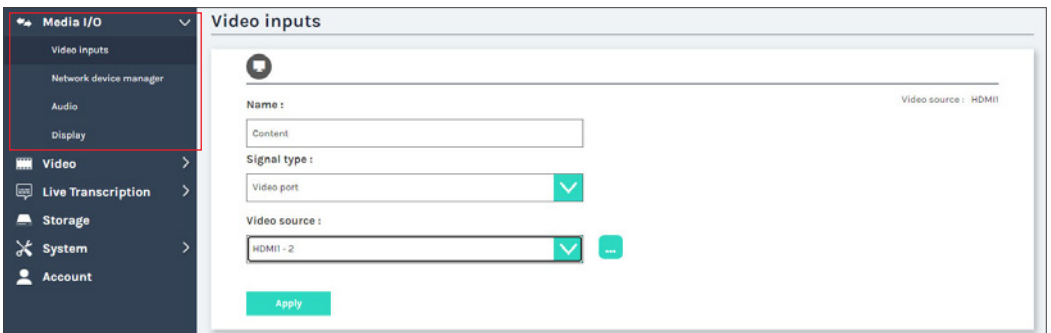 Media I/O
Video inputs
Network device manager
Audio
Display
Video
Live Transcription
Storage
System
Account
Video inputs
Video source : HDMI1
Name :
Content
Signal type :
Video port
Video source :
HDMI1 - 2
...
Apply